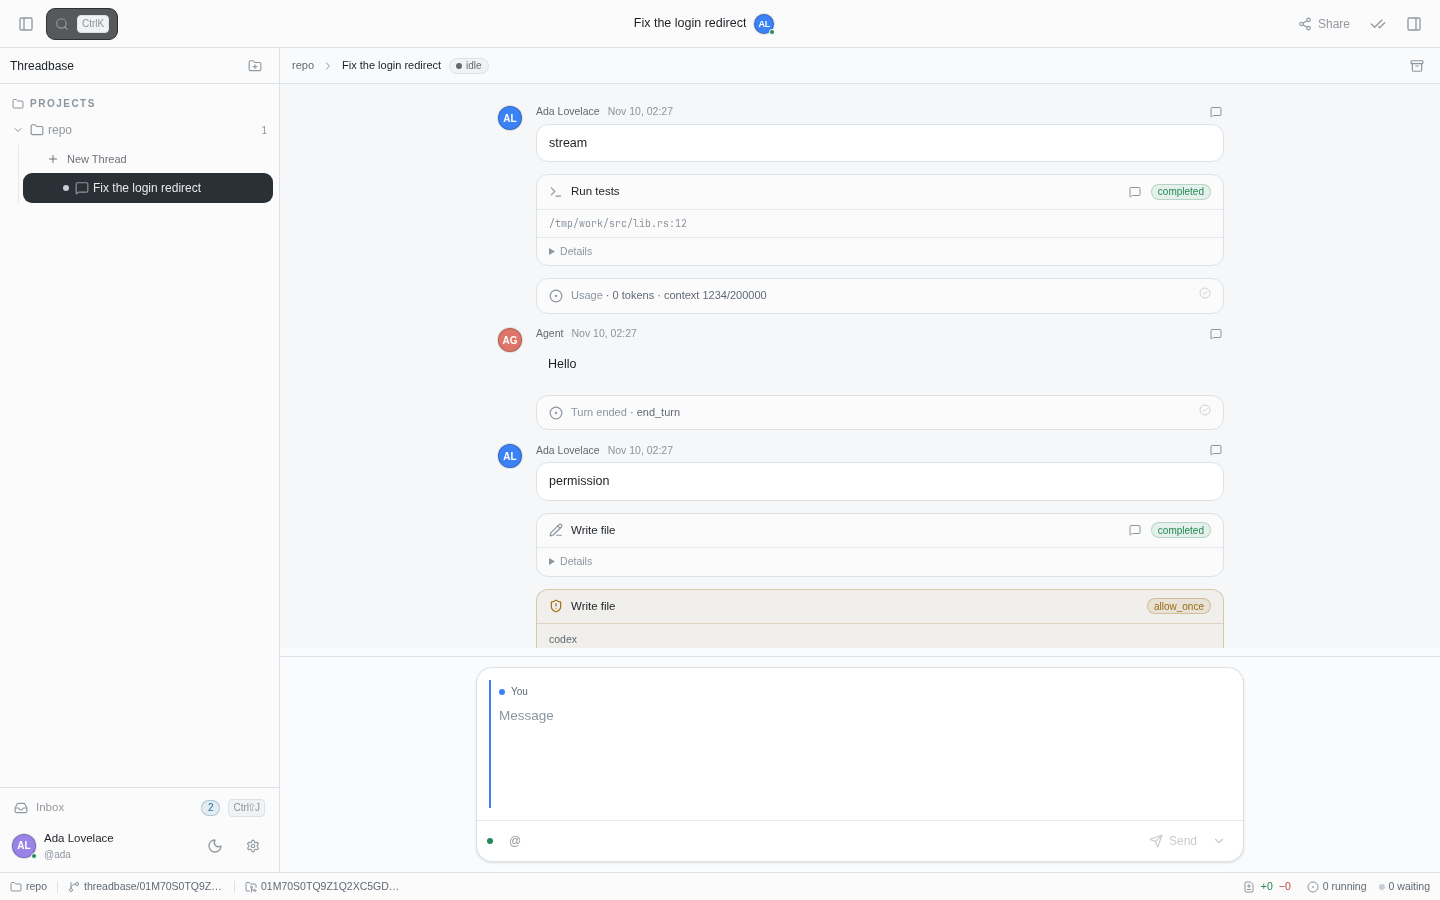 CtrlK
Fix the login redirect AL
Share
Threadbase
PROJECTS
repo 1
New Thread
Fix the login redirect
repo Fix the login redirect idle
AL Ada Lovelace Nov 10, 02:27
stream
Run tests completed
/tmp/work/src/lib.rs:12
Details
Usage · 0 tokens · context 1234/200000
AG Agent Nov 10, 02:27
Hello
Turn ended · end_turn
AL Ada Lovelace Nov 10, 02:27
permission
Write file completed
Details
Write file allow_once
codex
You
Message
@ Send
Inbox 2 Ctrl⇧J
AL Ada Lovelace
@ada
repo threadbase/01M70S0TQ9Z… 01M70S0TQ9Z1Q2XC5GD… +0 −0 0 running 0 waiting